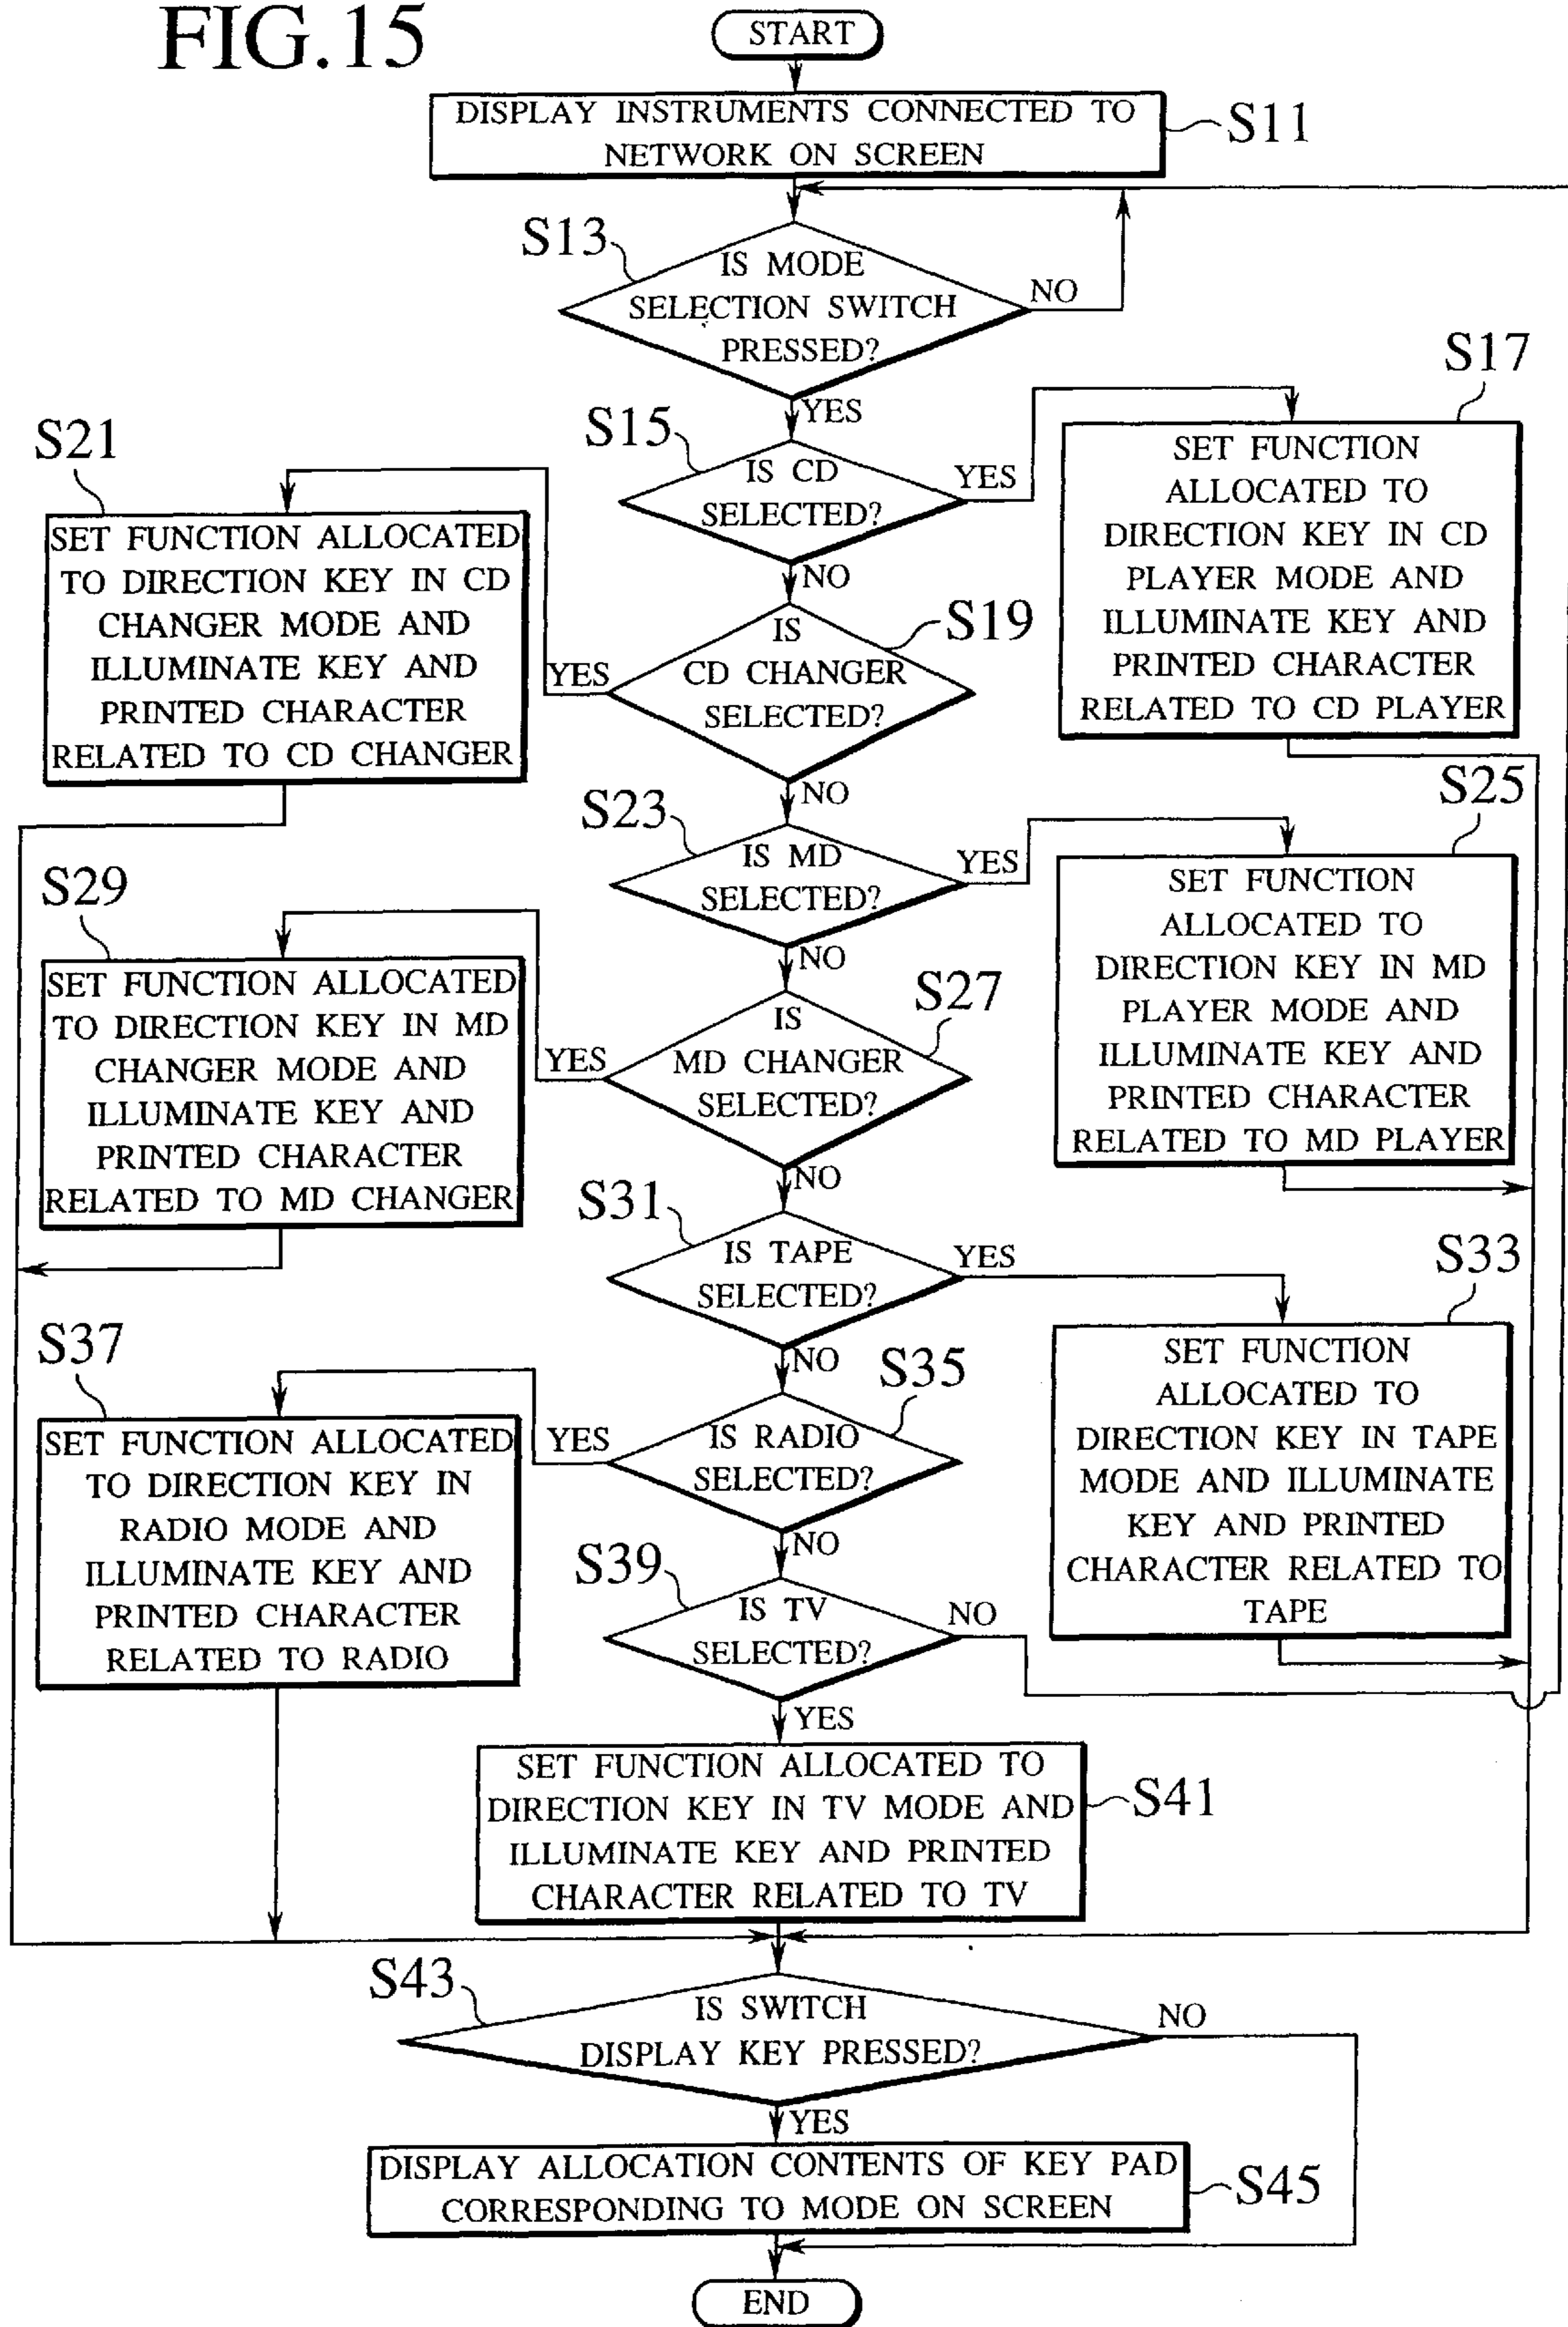 FIG.15
START
DISPLAY INSTRUMENTS CONNECTED TO
NETWORK ON SCREEN
S11
S13
IS MODE
SELECTION SWITCH
PRESSED?
NO
YES
S15
IS CD
SELECTED?
YES
NO
S17
SET FUNCTION
ALLOCATED TO
DIRECTION KEY IN CD
PLAYER MODE AND
ILLUMINATE KEY AND
PRINTED CHARACTER
RELATED TO CD PLAYER
S19
IS
CD CHANGER
SELECTED?
YES
NO
S21
SET FUNCTION ALLOCATED
TO DIRECTION KEY IN CD
CHANGER MODE AND
ILLUMINATE KEY AND
PRINTED CHARACTER
RELATED TO CD CHANGER
S23
IS MD
SELECTED?
YES
NO
S25
SET FUNCTION
ALLOCATED TO
DIRECTION KEY IN MD
PLAYER MODE AND
ILLUMINATE KEY AND
PRINTED CHARACTER
RELATED TO MD PLAYER
S27
IS
MD CHANGER
SELECTED?
YES
NO
S29
SET FUNCTION ALLOCATED
TO DIRECTION KEY IN MD
CHANGER MODE AND
ILLUMINATE KEY AND
PRINTED CHARACTER
RELATED TO MD CHANGER
S31
IS TAPE
SELECTED?
YES
NO
S33
SET FUNCTION
ALLOCATED TO
DIRECTION KEY IN TAPE
MODE AND ILLUMINATE
KEY AND PRINTED
CHARACTER RELATED TO
TAPE
S35
IS RADIO
SELECTED?
YES
NO
S37
SET FUNCTION ALLOCATED
TO DIRECTION KEY IN
RADIO MODE AND
ILLUMINATE KEY AND
PRINTED CHARACTER
RELATED TO RADIO
S39
IS TV
SELECTED?
NO
YES
SET FUNCTION ALLOCATED TO
DIRECTION KEY IN TV MODE AND
ILLUMINATE KEY AND PRINTED
CHARACTER RELATED TO TV
S41
S43
IS SWITCH
DISPLAY KEY PRESSED?
NO
YES
DISPLAY ALLOCATION CONTENTS OF KEY PAD
CORRESPONDING TO MODE ON SCREEN
S45
END